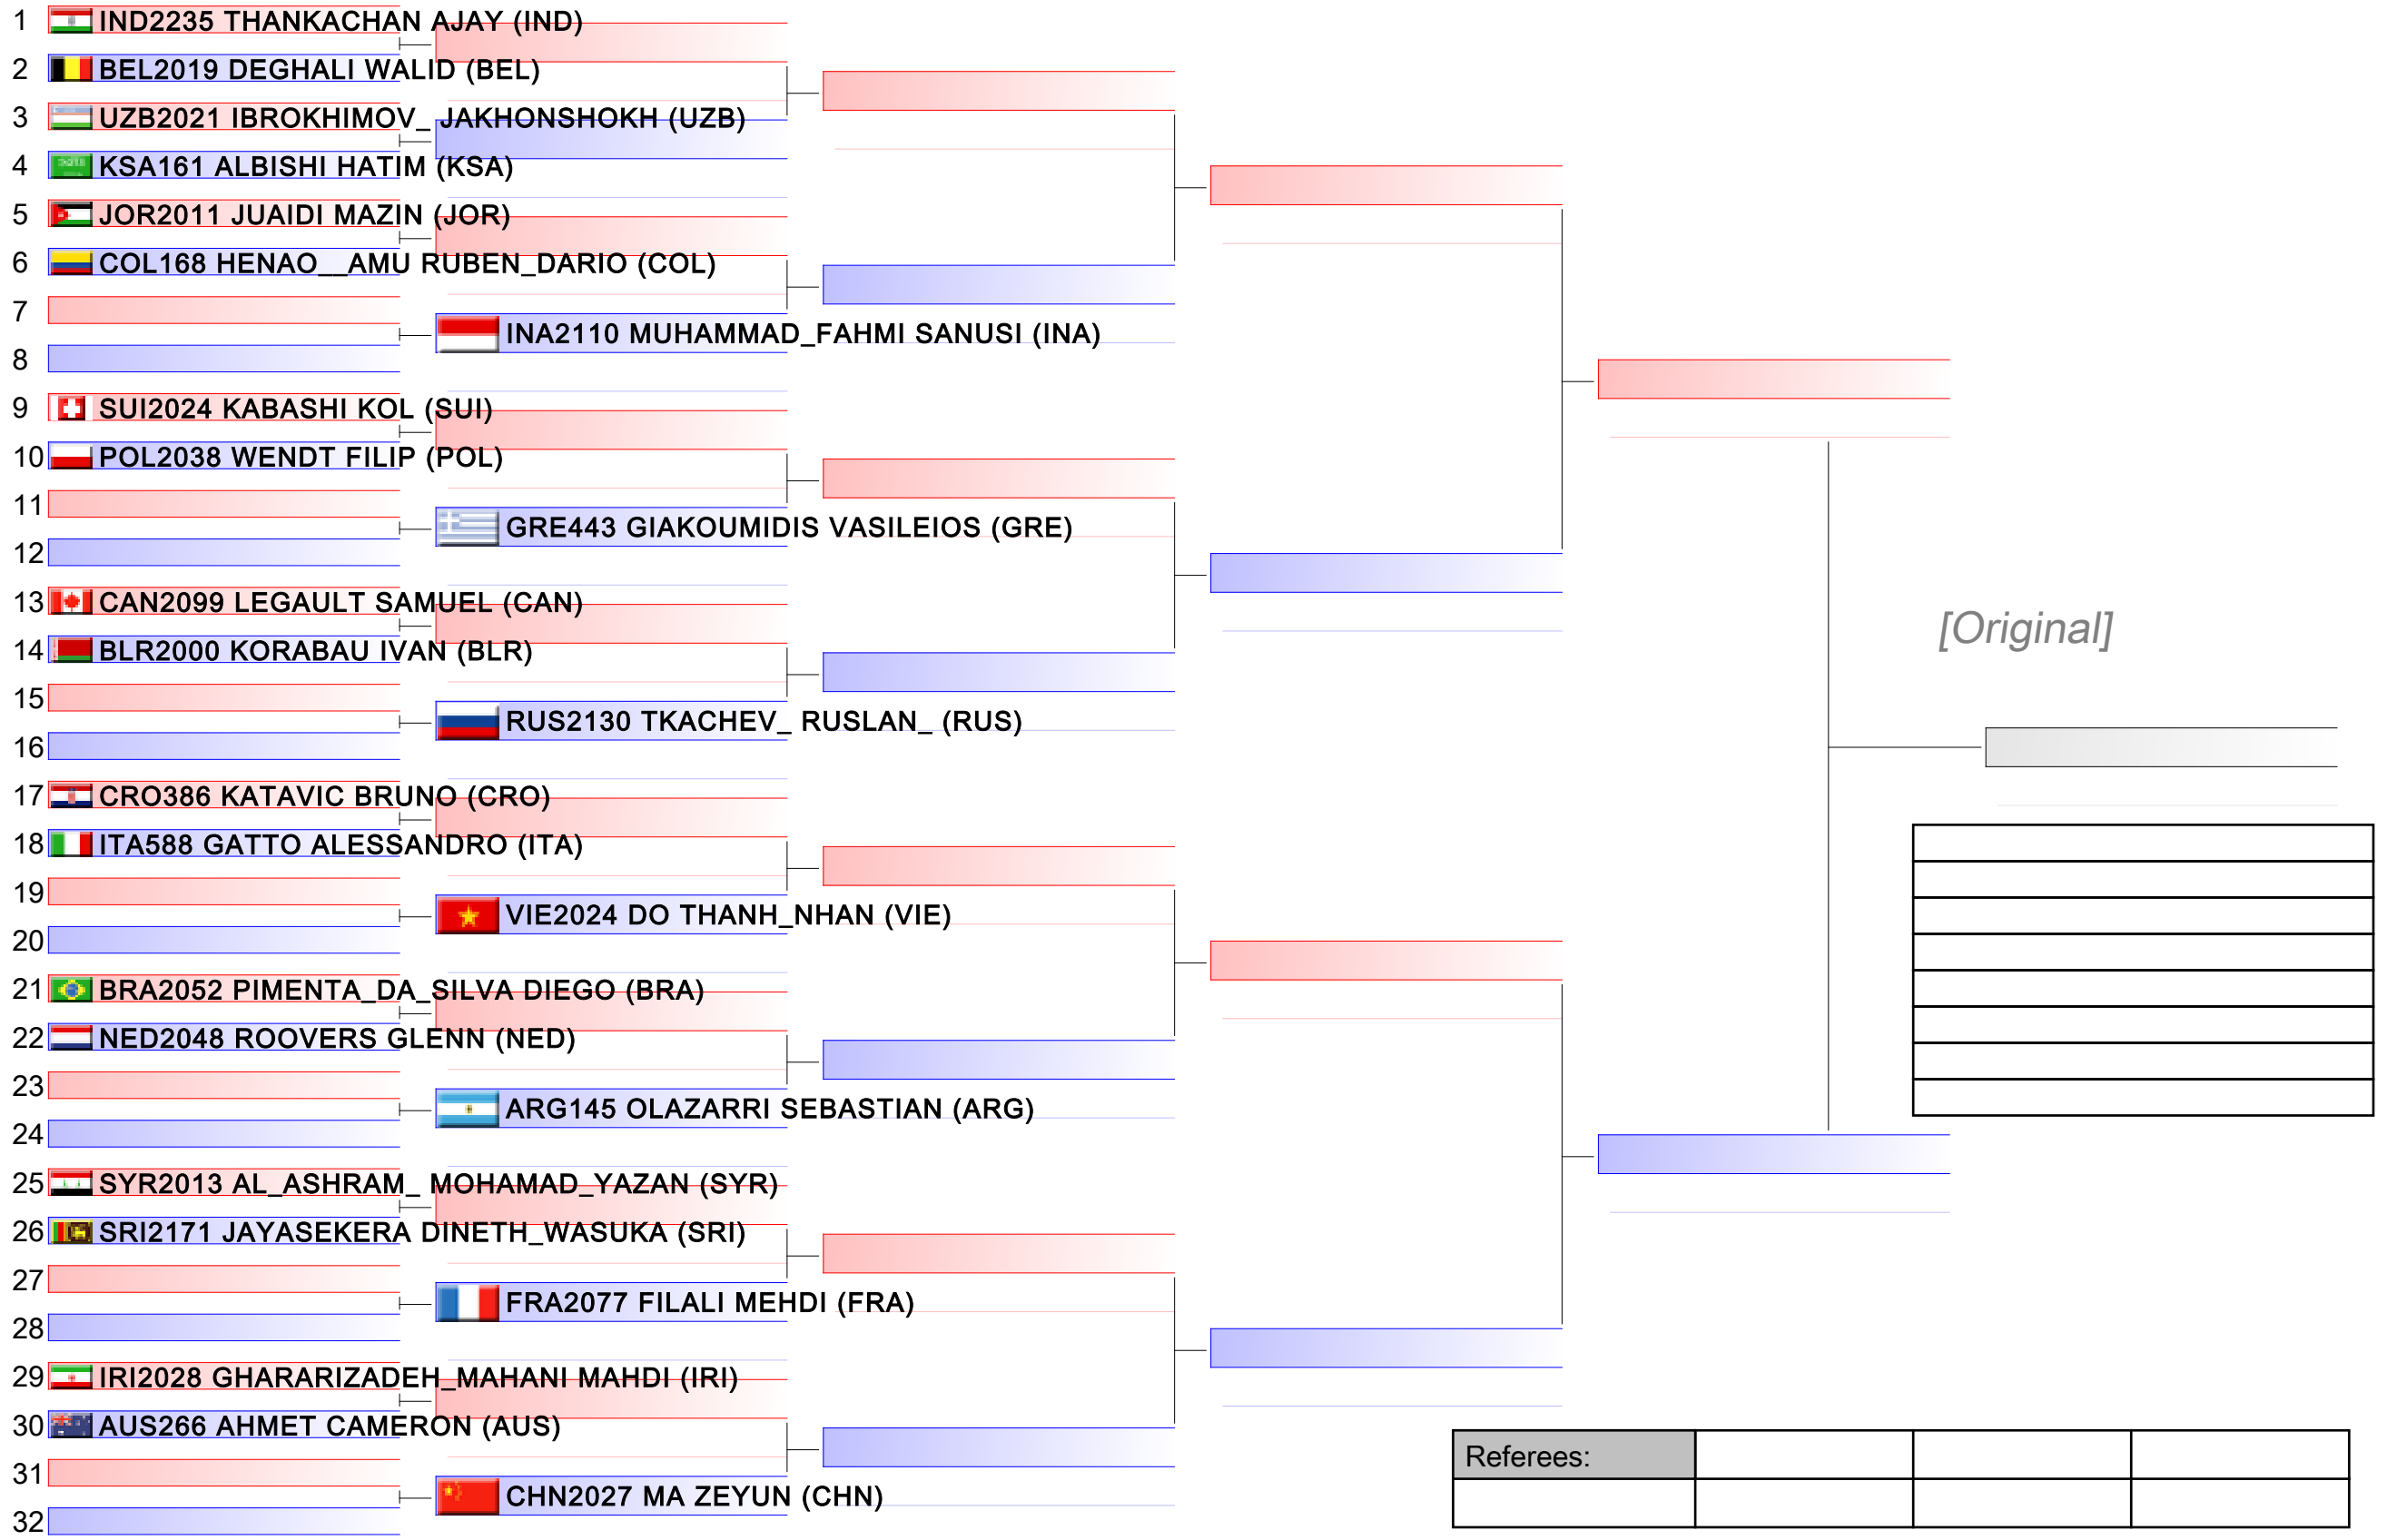 1 IND2235 THANKACHAN AJAY (IND)
2 BEL2019 DEGHALI WALID (BEL)
3 UZB2021 IBROKHIMOV_ JAKHONSHOKH (UZB)
4 KSA161 ALBISHI HATIM (KSA)
5 JOR2011 JUAIDI MAZIN (JOR)
6 COL168 HENAO__AMU RUBEN_DARIO (COL)
7
INA2110 MUHAMMAD_FAHMI SANUSI (INA)
8
9 SUI2024 KABASHI KOL (SUI)
10 POL2038 WENDT FILIP (POL)
11
GRE443 GIAKOUMIDIS VASILEIOS (GRE)
12
13 CAN2099 LEGAULT SAMUEL (CAN)
[Original]
14 BLR2000 KORABAU IVAN (BLR)
15
RUS2130 TKACHEV_ RUSLAN_ (RUS)
16
17 CRO386 KATAVIC BRUNO (CRO)
18 ITA588 GATTO ALESSANDRO (ITA)
19
VIE2024 DO THANH_NHAN (VIE)
20
21 BRA2052 PIMENTA_DA_SILVA DIEGO (BRA)
22 NED2048 ROOVERS GLENN (NED)
23
ARG145 OLAZARRI SEBASTIAN (ARG)
24
25 SYR2013 AL_ASHRAM_ MOHAMAD_YAZAN (SYR)
26 SRI2171 JAYASEKERA DINETH_WASUKA (SRI)
27
FRA2077 FILALI MEHDI (FRA)
28
29 IRI2028 GHARARIZADEH_MAHANI MAHDI (IRI)
30 AUS266 AHMET CAMERON (AUS)
Referees:
31
CHN2027 MA ZEYUN (CHN)
32